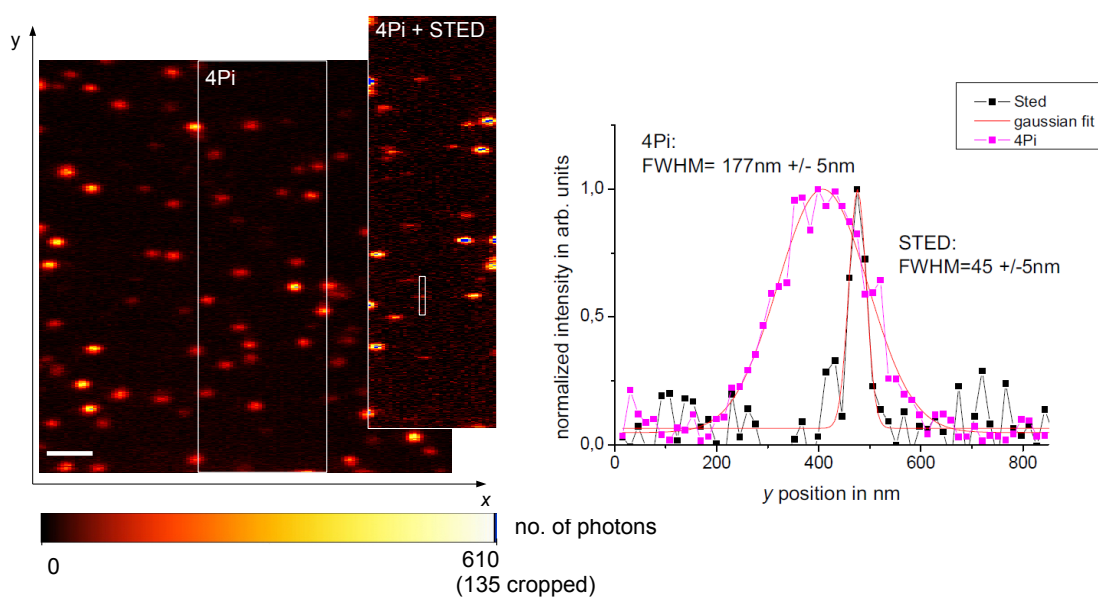 y
4Pi + STED
4Pi
x
no. of photons
0
610
(135 cropped)
Sted
gaussian fit
4Pi
4Pi:
FWHM= 177nm +/- 5nm
STED:
FWHM=45 +/-5nm
normalized intensity in arb. units
1,0
0,5
0,0
0
200
400
600
800
y position in nm